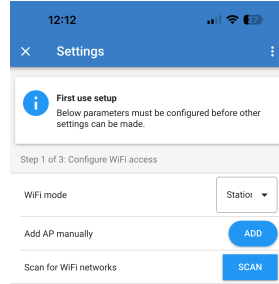 12:12
27
Settings
First use setup
Below parameters must be configured before other
settings can be made.
Step 1 of 3: Configure WiFi access
WiFi mode
Station
Add AP manually
ADD
Scan for WiFi networks
SCAN